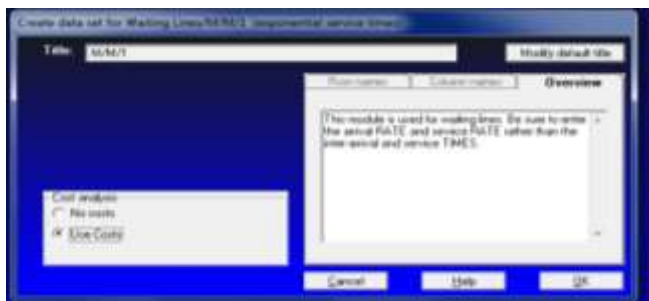 Create data set for Waiting Lines/M/M/1 (exponential service times)
Title: M/M/1
Modify default title
Row names
Column names
Overview
This module is used for waiting lines. Be sure to enter
the arrival RATE and service RATE rather than the
inter-arrival and service TIMES.
Cost analysis
No costs
Use Costs
Cancel
Help
OK